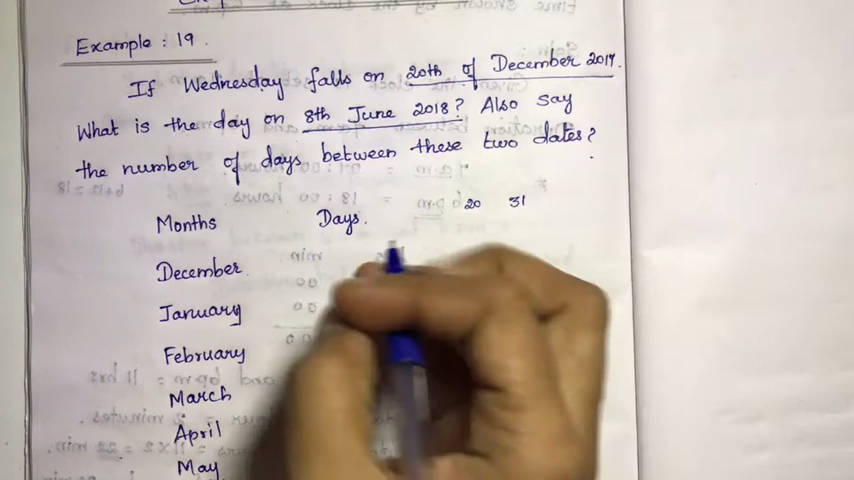 Example : 19.
If Wednesday falls on 20th of December 2017.
What is the day on 8th June 2018? Also say
the number of days between these two dates?
20 31
Months Days.
December
January
February
March
April
May